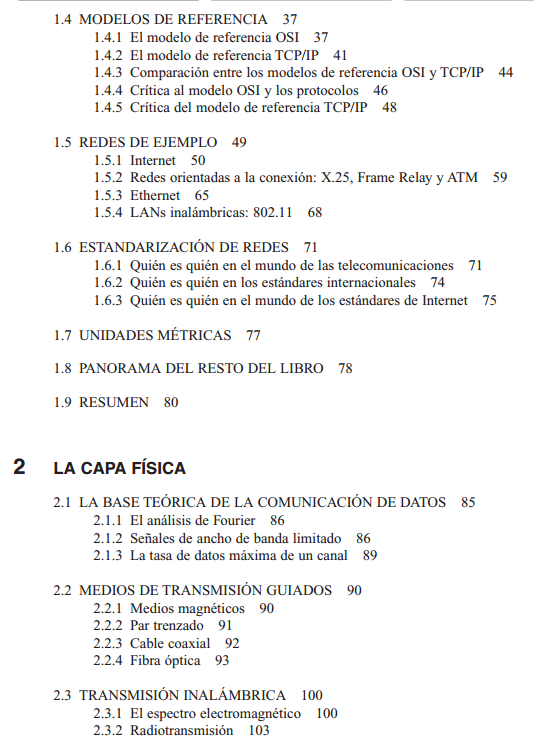 1.4 MODELOS DE REFERENCIA 37
1.4.1 El modelo de referencia OSI 37
1.4.2 El modelo de referencia TCP/IP 41
1.4.3 Comparación entre los modelos de referencia OSI y TCP/IP 44
1.4.4 Crítica al modelo OSI y los protocolos 46
1.4.5 Crítica del modelo de referencia TCP/IP 48
1.5 REDES DE EJEMPLO 49
1.5.1 Internet 50
1.5.2 Redes orientadas a la conexión: X.25, Frame Relay y ATM 59
1.5.3 Ethernet 65
1.5.4 LANs inalámbricas: 802.11 68
1.6 ESTANDARIZACIÓN DE REDES 71
1.6.1 Quién es quién en el mundo de las telecomunicaciones 71
1.6.2 Quién es quién en los estándares internacionales 74
1.6.3 Quién es quién en el mundo de los estándares de Internet 75
1.7 UNIDADES MÉTRICAS 77
1.8 PANORAMA DEL RESTO DEL LIBRO 78
1.9 RESUMEN 80
2 LA CAPA FÍSICA
2.1 LA BASE TEÓRICA DE LA COMUNICACIÓN DE DATOS 85
2.1.1 El análisis de Fourier 86
2.1.2 Señales de ancho de banda limitado 86
2.1.3 La tasa de datos máxima de un canal 89
2.2 MEDIOS DE TRANSMISIÓN GUIADOS 90
2.2.1 Medios magnéticos 90
2.2.2 Par trenzado 91
2.2.3 Cable coaxial 92
2.2.4 Fibra óptica 93
2.3 TRANSMISIÓN INALÁMBRICA 100
2.3.1 El espectro electromagnético 100
2.3.2 Radiotransmisión 103